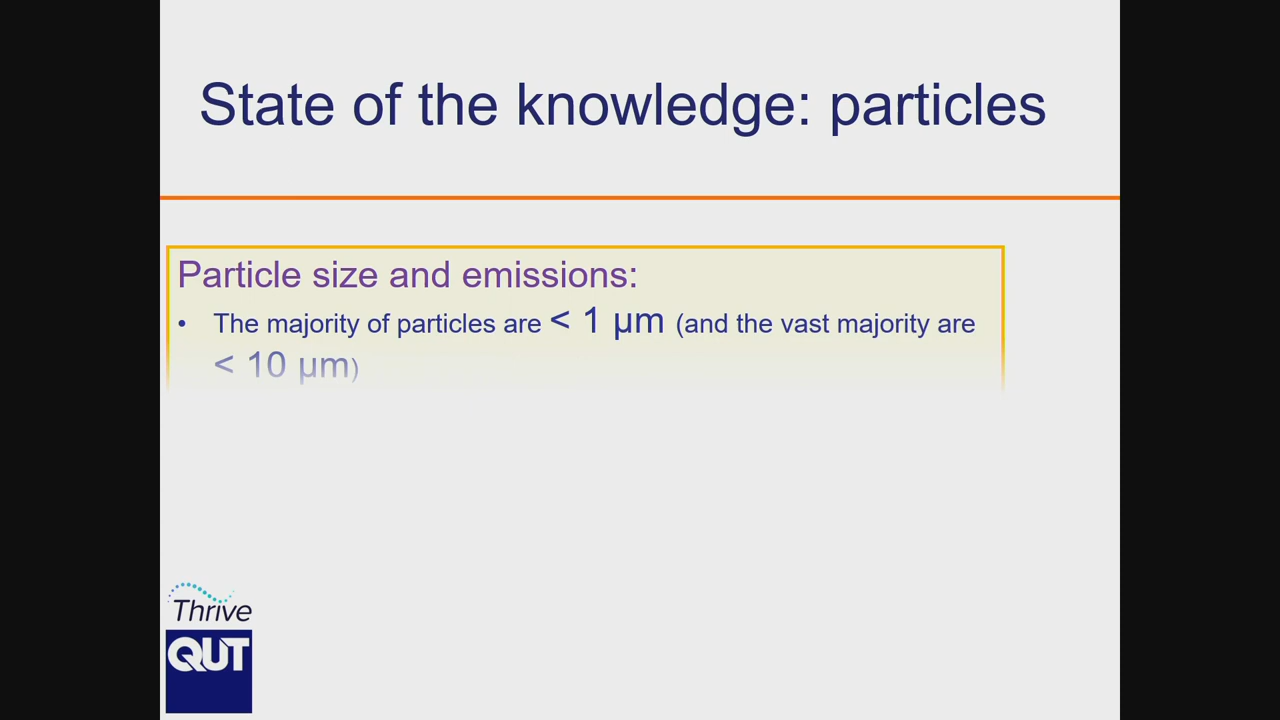 State of the knowledge: particles
Particle size and emissions:
• The majority of particles are < 1 µm (and the vast majority are
< 10 µm)
Thrive
QUT